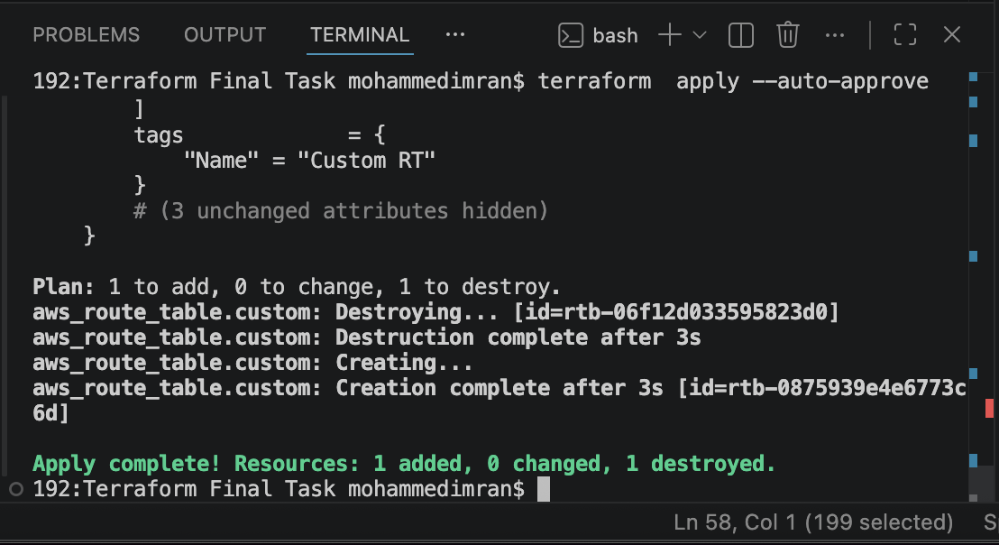 PROBLEMS OUTPUT TERMINAL ... bash
192:Terraform Final Task mohammedimran$ terraform  apply --auto-approve
        ]
        tags             = {
            "Name" = "Custom RT"
        }
        # (3 unchanged attributes hidden)
    }
Plan: 1 to add, 0 to change, 1 to destroy.
aws_route_table.custom: Destroying... [id=rtb-06f12d033595823d0]
aws_route_table.custom: Destruction complete after 3s
aws_route_table.custom: Creating...
aws_route_table.custom: Creation complete after 3s [id=rtb-0875939e4e6773c
6d]
Apply complete! Resources: 1 added, 0 changed, 1 destroyed.
192:Terraform Final Task mohammedimran$
Ln 58, Col 1 (199 selected) S